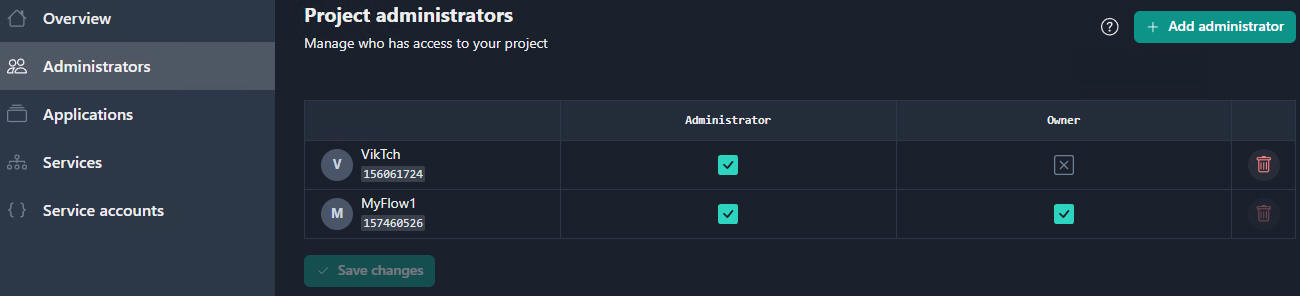 Overview
Administrators
Applications
Services
Service accounts
Project administrators
Manage who has access to your project
Add administrator
Administrator Owner
V VikTch
156061724
M MyFlow1
157460526
Save changes